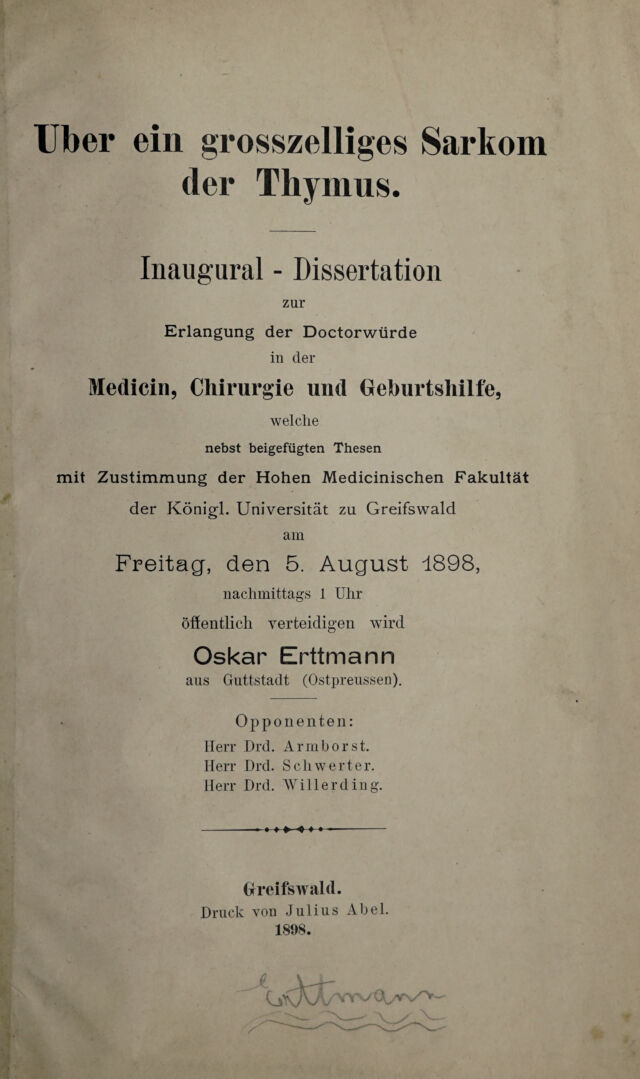 Uber ein grosszelliges Sarkom
der Thymus.
Inaugural - Dissertation
zur
Erlangung der Doctorwürde
in der
Medicin, Chirurgie und Geburtshilfe,
welche
nebst beigefügten Thesen
mit Zustimmung der Hohen Medicinischen Fakultät
der Königl. Universität zu Greifswald
am
Freitag, den 5. August 1898,
nachmittags 1 Uhr
öffentlich verteidigen wird
Oskar Erttmann
aus Guttstadt (Ostpreussen).
Opponenten:
Herr Drd. Armborst.
Herr Drd. Schwerter.
Herr Drd. Willerding.
Greifswald.
Druck von Julius Abel.
1898.
Erttmann